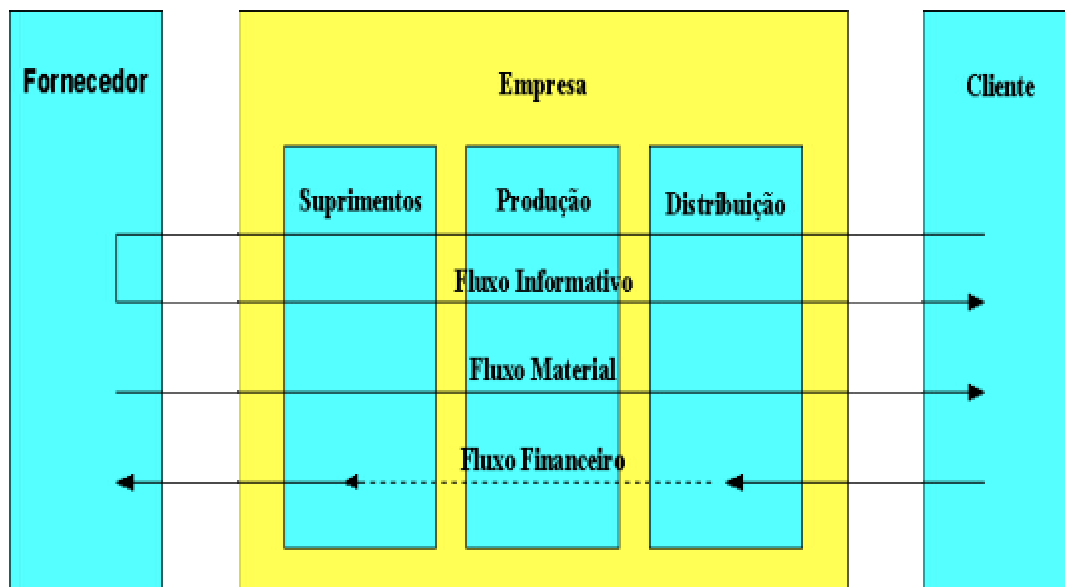 Fornecedor
Empresa
Cliente
Suprimentos
Produção
Distribuição
Fluxo Informativo
Fluxo Material
Fluxo Financeiro